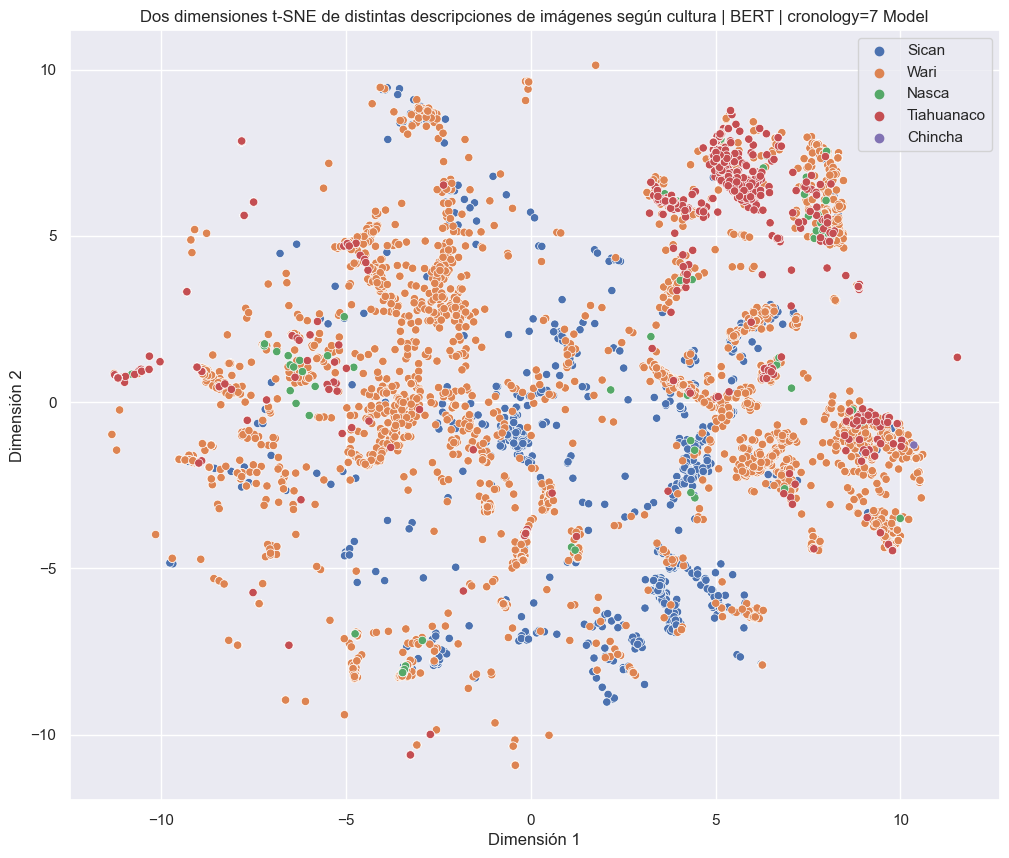 Dos dimensiones t-SNE de distintas descripciones de imágenes según cultura | BERT | cronology=7 Model
Sican
Wari
Nasca
Tiahuanaco
Chincha
10
5
0
−5
−10
Dimensión 2
−10
−5
0
5
10
Dimensión 1